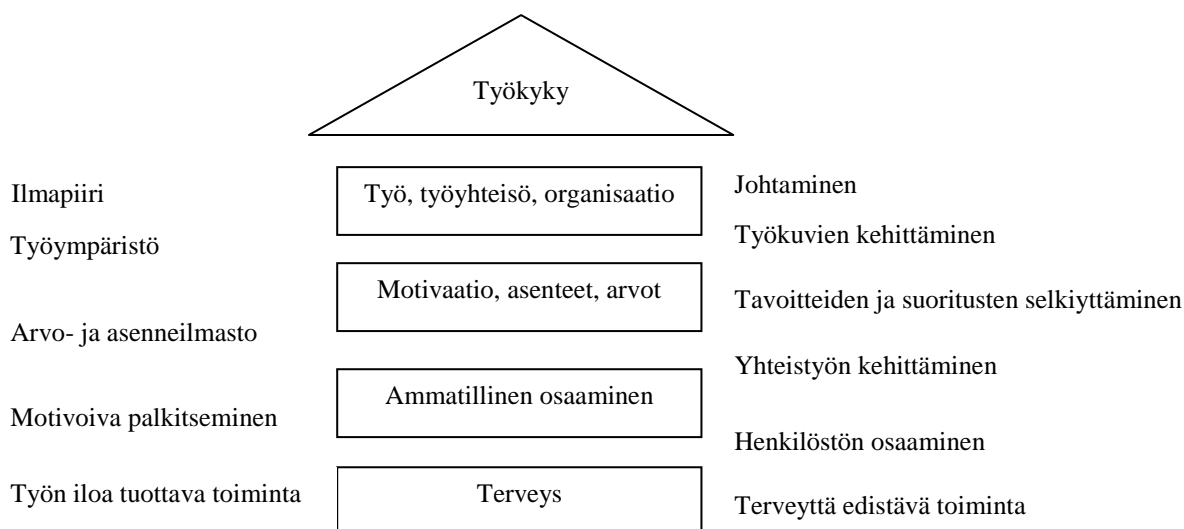 Työkyky
Ilmapiiri
Työ, työyhteisö, organisaatio
Johtaminen
Työympäristö
Työkuvien kehittäminen
Motivaatio, asenteet, arvot
Tavoitteiden ja suoritusten selkiyttäminen
Arvo- ja asenneilmasto
Yhteistyön kehittäminen
Ammatillinen osaaminen
Motivoiva palkitseminen
Henkilöstön osaaminen
Työn iloa tuottava toiminta
Terveys
Terveyttä edistävä toiminta